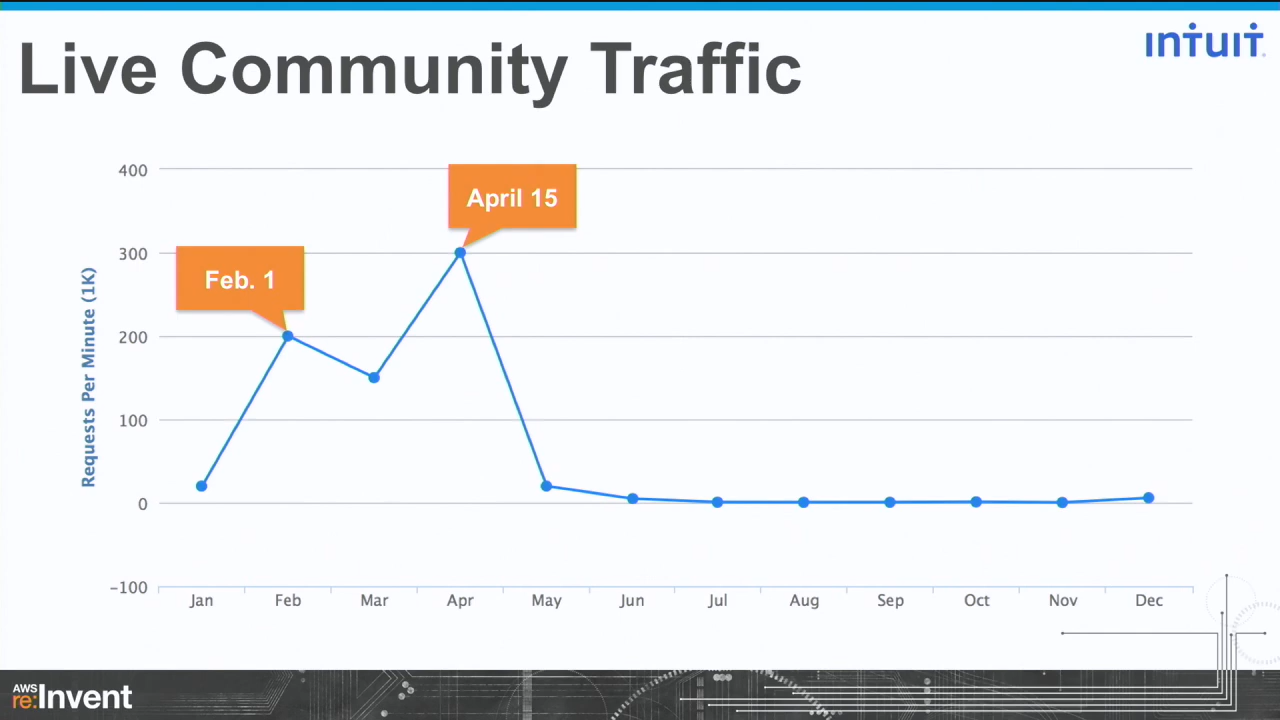 Live Community Traffic
INTUIT
400
April 15
300
Feb. 1
200
100
0
-100
Requests Per Minute (1K)
Jan Feb Mar Apr May Jun Jul Aug Sep Oct Nov Dec
AWS
re:Invent